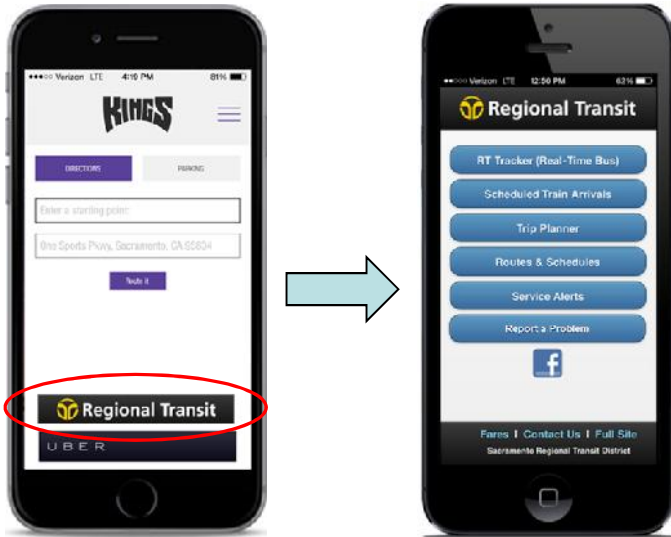 Verizon LTE 4:19 PM 81%
KINGS
DIRECTIONS PARKING
Enter a starting point
One Sports Pkwy, Sacramento, CA 95834
Route it
Regional Transit
UBER
Verizon LTE 12:50 PM 62%
Regional Transit
RT Tracker (Real-Time Bus)
Scheduled Train Arrivals
Trip Planner
Routes & Schedules
Service Alerts
Report a Problem
f
Fares | Contact Us | Full Site
Sacramento Regional Transit District